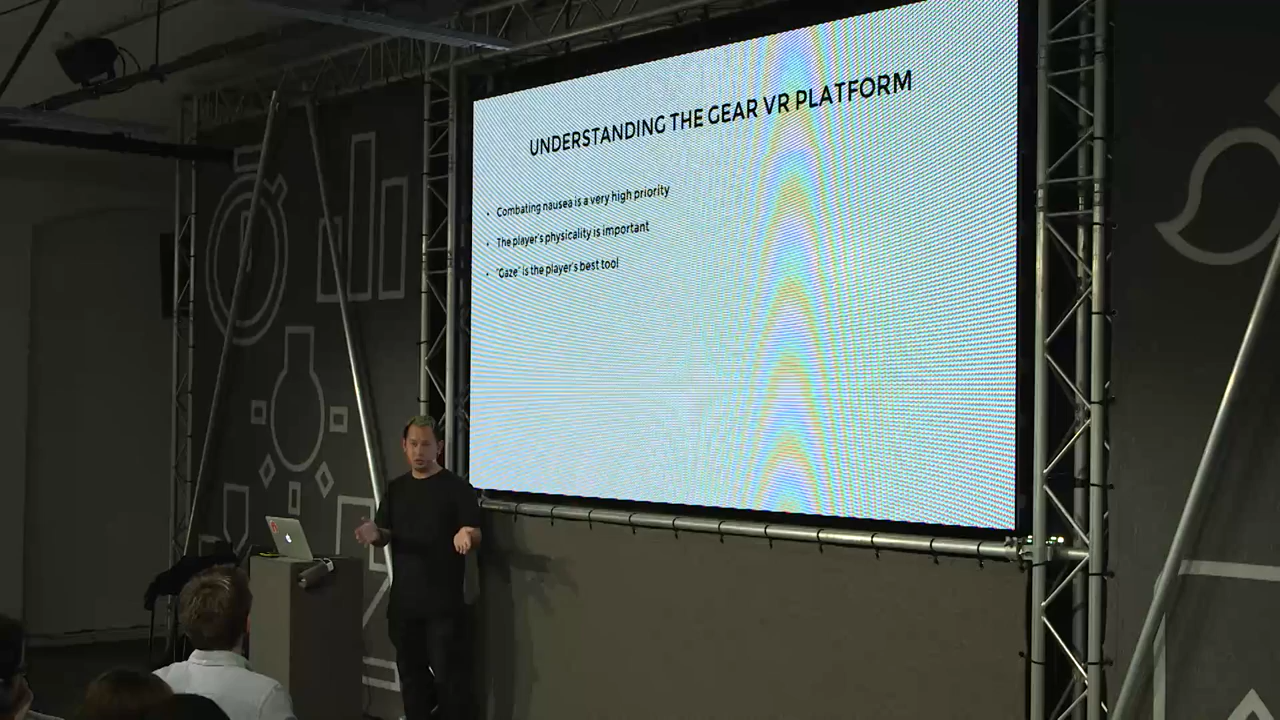 UNDERSTANDING THE GEAR VR PLATFORM
• Combating nausea is a very high priority
• The player's physicality is important
• "Gaze" is the player's best tool